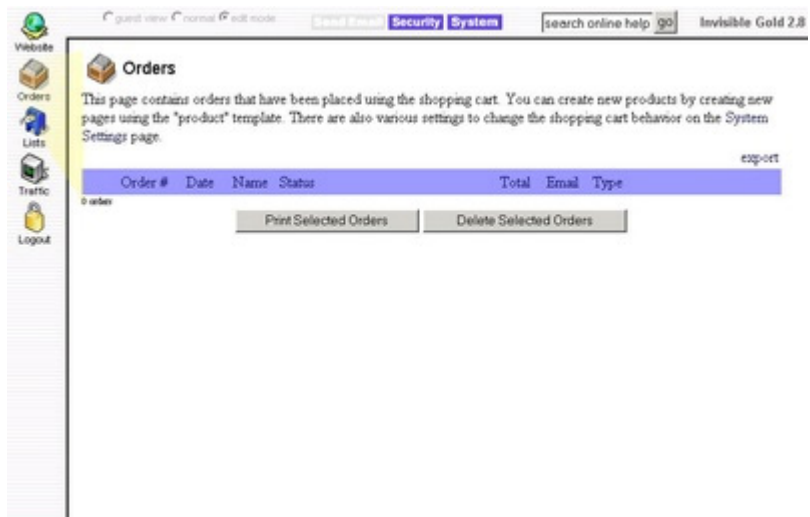 guest view normal edit mode Send Email Security System search online help go Invisible Gold 2.8
Website
Orders
Lists
Traffic
Logout
Orders
This page contains orders that have been placed using the shopping cart. You can create new products by creating new
pages using the "product" template. There are also various settings to change the shopping cart behavior on the System
Settings page.
export
Order # Date Name Status Total Email Type
0 orders
Print Selected Orders Delete Selected Orders